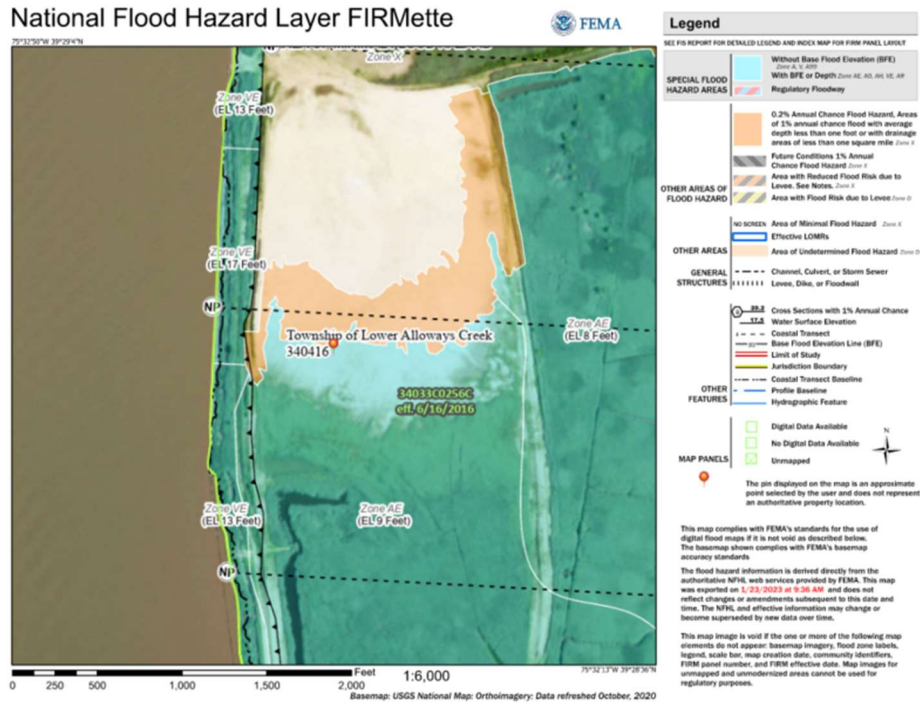 National Flood Hazard Layer FIRMette
FEMA
75°32'50"W 39°29'4"N
Zone X
Zone VE
(EL 13 Feet)
Zone VE
(EL 17 Feet)
NP
Township of Lower Alloways Creek
340416
Zone AE
(EL 8 Feet)
34033C0256C
eff. 6/16/2016
Zone VE
(EL 13 Feet)
Zone AE
(EL 9 Feet)
NP
75°32'13"W 39°28'36"N
Feet
1:6,000
0 250 500 1,000 1,500 2,000
Basemap: USGS National Map: Orthoimagery: Data refreshed October, 2020
Legend
SEE FIS REPORT FOR DETAILED LEGEND AND INDEX MAP FOR FIRM PANEL LAYOUT
SPECIAL FLOOD
HAZARD AREAS
Without Base Flood Elevation (BFE)
Zone A, V, A99
With BFE or Depth Zone AE, AO, AH, VE, AR
Regulatory Floodway
OTHER AREAS OF
FLOOD HAZARD
0.2% Annual Chance Flood Hazard, Areas
of 1% annual chance flood with average
depth less than one foot or with drainage
areas of less than one square mile Zone X
Future Conditions 1% Annual
Chance Flood Hazard Zone X
Area with Reduced Flood Risk due to
Levee. See Notes. Zone X
Area with Flood Risk due to Levee Zone D
OTHER AREAS
NO SCREEN Area of Minimal Flood Hazard Zone X
Effective LOMRs
Area of Undetermined Flood Hazard Zone D
GENERAL
STRUCTURES
Channel, Culvert, or Storm Sewer
Levee, Dike, or Floodwall
OTHER
FEATURES
20.2 Cross Sections with 1% Annual Chance
17.5 Water Surface Elevation
Coastal Transect
Base Flood Elevation Line (BFE)
Limit of Study
Jurisdiction Boundary
Coastal Transect Baseline
Profile Baseline
Hydrographic Feature
MAP PANELS
Digital Data Available
No Digital Data Available
Unmapped
N
The pin displayed on the map is an approximate
point selected by the user and does not represent
an authoritative property location.
This map complies with FEMA's standards for the use of
digital flood maps if it is not void as described below.
The basemap shown complies with FEMA's basemap
accuracy standards
The flood hazard information is derived directly from the
authoritative NFHL web services provided by FEMA. This map
was exported on 1/23/2023 at 9:36 AM and does not
reflect changes or amendments subsequent to this date and
time. The NFHL and effective information may change or
become superseded by new data over time.
This map image is void if the one or more of the following map
elements do not appear: basemap imagery, flood zone labels,
legend, scale bar, map creation date, community identifiers,
FIRM panel number, and FIRM effective date. Map images for
unmapped and unmodernized areas cannot be used for
regulatory purposes.